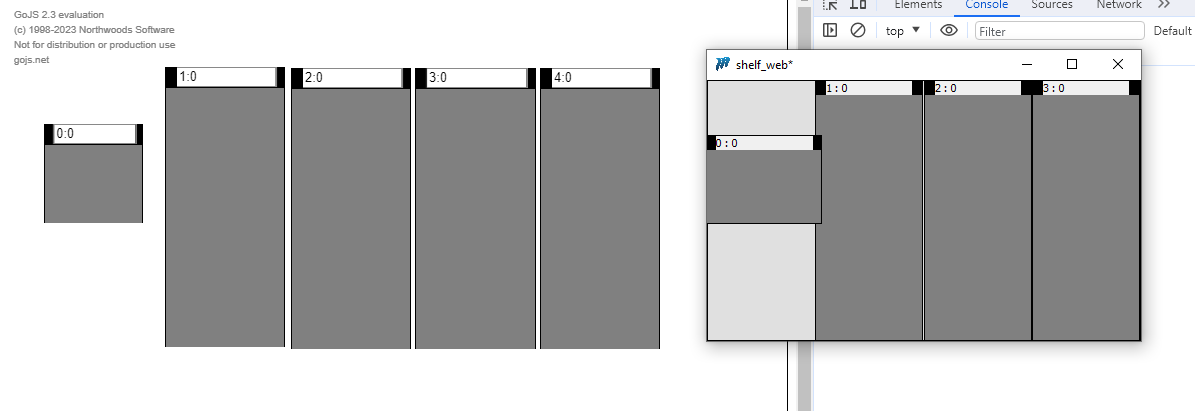 GoJS 2.3 evaluation
(c) 1998-2023 Northwoods Software
Not for distribution or production use
gojs.net
0:0
1:0
2:0
3:0
4:0
Elements Console Sources Network
top Filter Default
shelf_web*
0 : 0
1 : 0
2 : 0
3 : 0